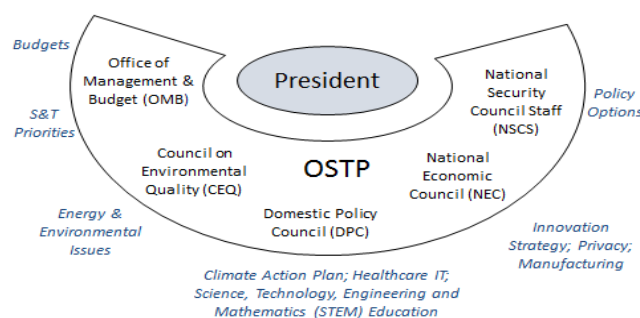 Budgets
Office of
Management &
Budget (OMB)
President
National
Security
Council Staff
(NSCS)
Policy
Options
S&T
Priorities
Council on
Environmental
Quality (CEQ)
OSTP
National
Economic
Council (NEC)
Domestic Policy
Council (DPC)
Energy &
Environmental
Issues
Innovation
Strategy; Privacy;
Manufacturing
Climate Action Plan; Healthcare IT;
Science, Technology, Engineering and
Mathematics (STEM) Education